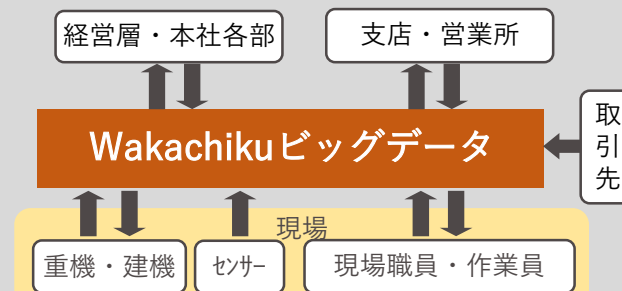 経営層・本社各部
支店・営業所
Wakachikuビッグデータ
取
引
先
現場
重機・建機
センサー
現場職員・作業員